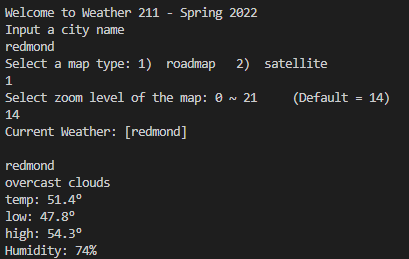 Welcome to Weather 211 - Spring 2022
Input a city name
redmond
Select a map type: 1)  roadmap   2)  satellite
1
Select zoom level of the map: 0 ~ 21     (Default = 14)
14
Current Weather: [redmond]

redmond
overcast clouds
temp: 51.4º
low: 47.8º
high: 54.3º
Humidity: 74%